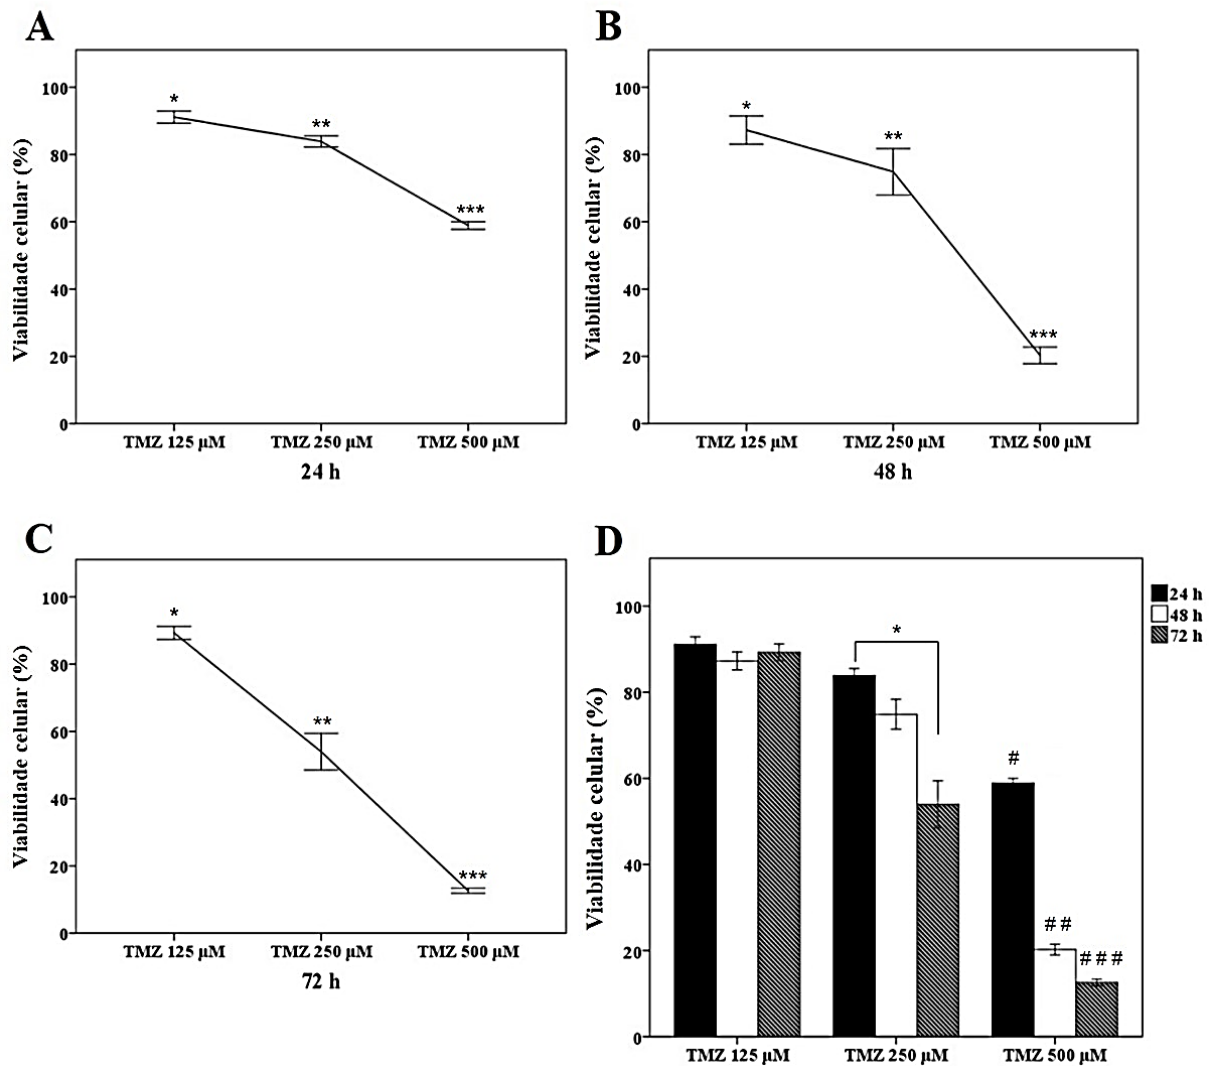 A
Viabilidade celular (%)
100
80
60
40
20
0
*
**
***
TMZ 125 µM
TMZ 250 µM
TMZ 500 µM
24 h
B
Viabilidade celular (%)
100
80
60
40
20
0
*
**
***
TMZ 125 µM
TMZ 250 µM
TMZ 500 µM
48 h
C
Viabilidade celular (%)
100
80
60
40
20
0
*
**
***
TMZ 125 µM
TMZ 250 µM
TMZ 500 µM
72 h
D
Viabilidade celular (%)
100
80
60
40
20
0
*
#
##
###
TMZ 125 µM
TMZ 250 µM
TMZ 500 µM
24 h
48 h
72 h